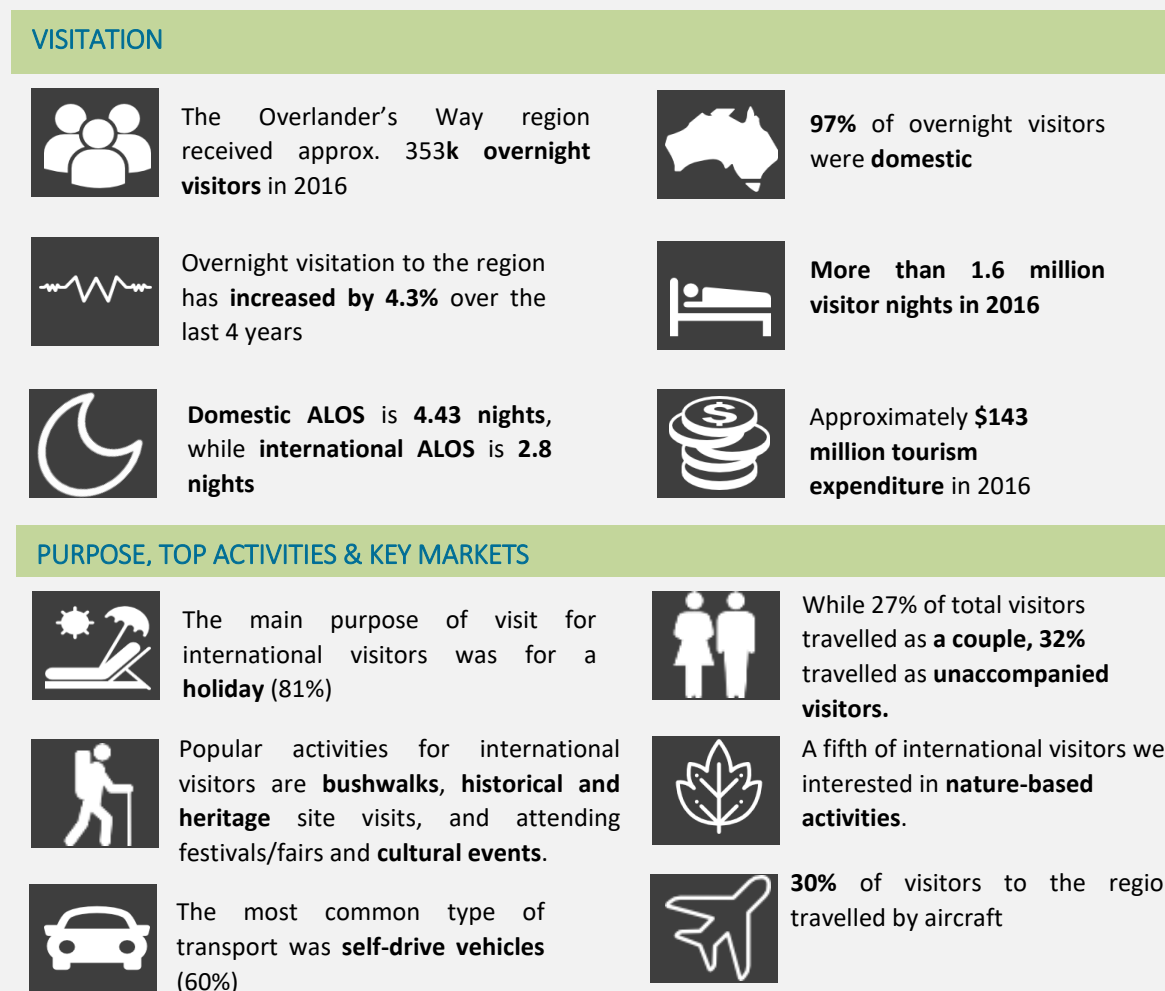 VISITATION
The Overlander's Way region
received approx. 353k overnight
visitors in 2016
97% of overnight visitors
were domestic
Overnight visitation to the region
has increased by 4.3% over the
last 4 years
More than 1.6 million
visitor nights in 2016
Domestic ALOS is 4.43 nights,
while international ALOS is 2.8
nights
$
Approximately $143
million tourism
expenditure in 2016
PURPOSE, TOP ACTIVITIES & KEY MARKETS
The main purpose of visit for
international visitors was for a
holiday (81%)
While 27% of total visitors
travelled as a couple, 32%
travelled as unaccompanied
visitors.
Popular activities for international
visitors are bushwalks, historical and
heritage site visits, and attending
festivals/fairs and cultural events.
A fifth of international visitors we
interested in nature-based
activities.
The most common type of
transport was self-drive vehicles
(60%)
30% of visitors to the regio
travelled by aircraft